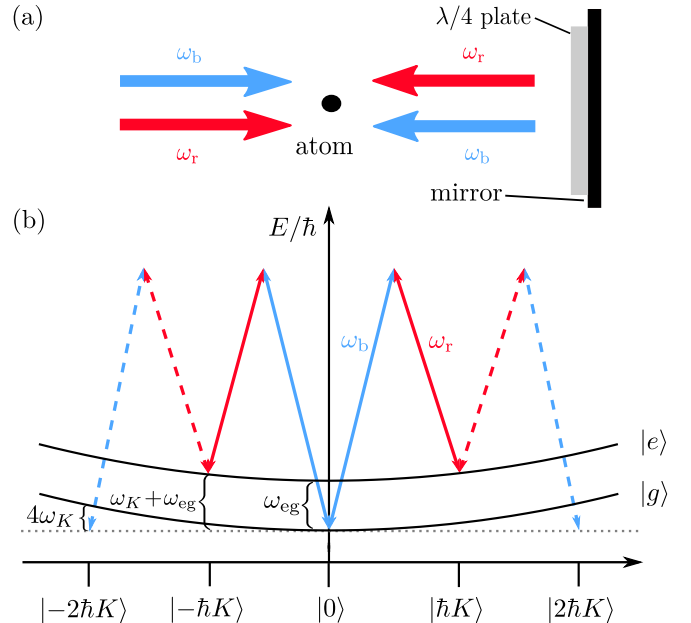 (a)
λ/4 plate
ω_b
ω_r
atom
ω_r
ω_b
mirror
(b)
E/ℏ
ω_b
ω_r
|e⟩
ω_K+ω_eg
ω_eg
|g⟩
4ω_K
|−2ℏK⟩ |−ℏK⟩ |0⟩ |ℏK⟩ |2ℏK⟩